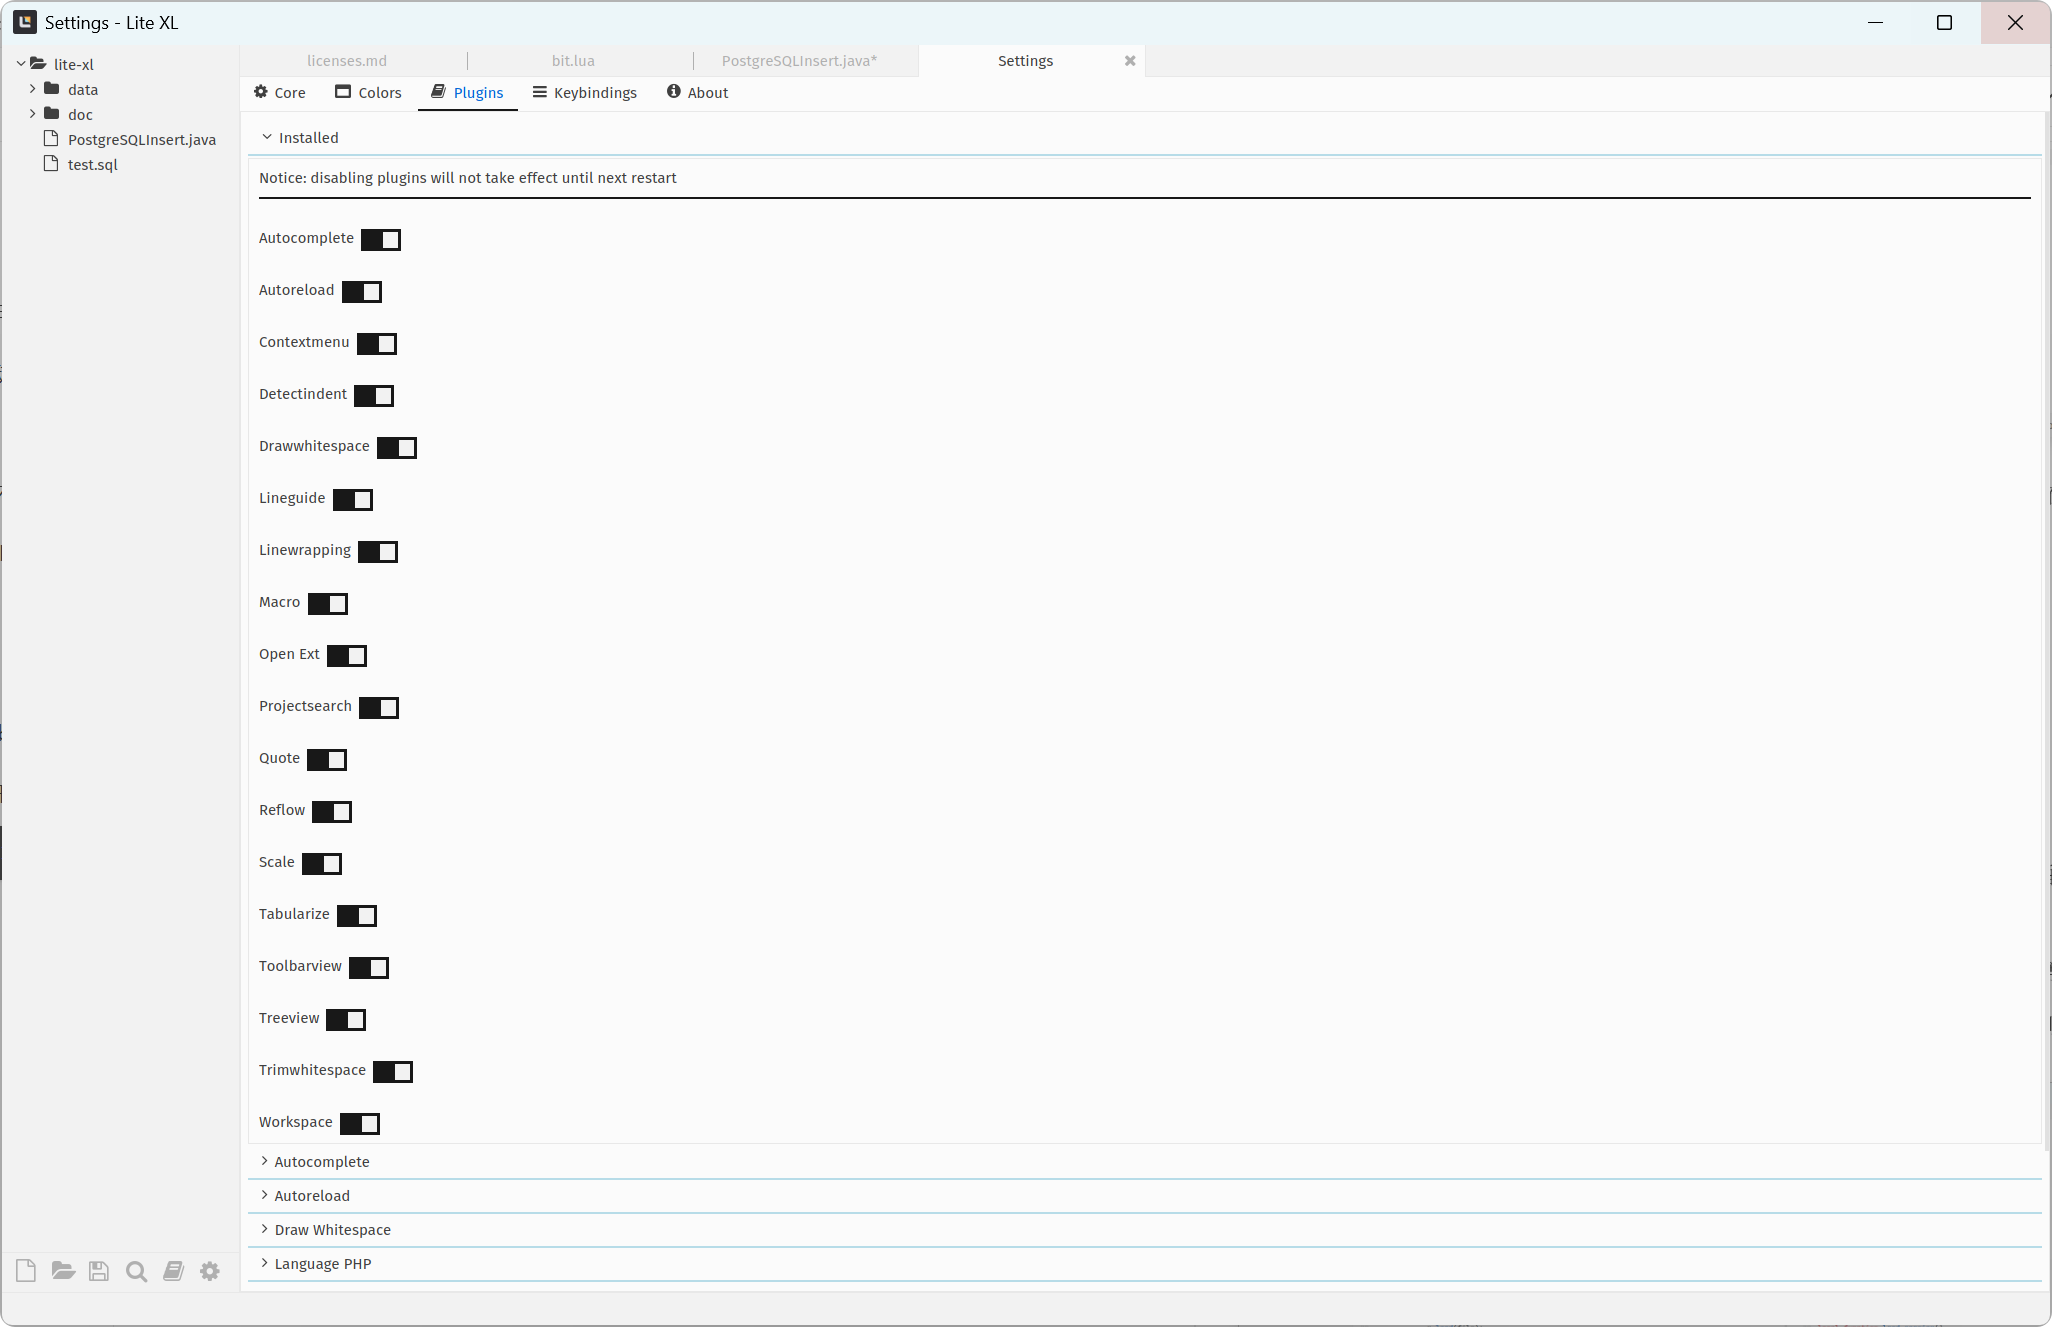 Settings - Lite XL
lite-xl
data
doc
PostgreSQLInsert.java
test.sql
licenses.md
bit.lua
PostgreSQLInsert.java*
Settings
Core
Colors
Plugins
Keybindings
About
Installed
Notice: disabling plugins will not take effect until next restart
Autocomplete
Autoreload
Contextmenu
Detectindent
Drawwhitespace
Lineguide
Linewrapping
Macro
Open Ext
Projectsearch
Quote
Reflow
Scale
Tabularize
Toolbarview
Treeview
Trimwhitespace
Workspace
Autocomplete
Autoreload
Draw Whitespace
Language PHP